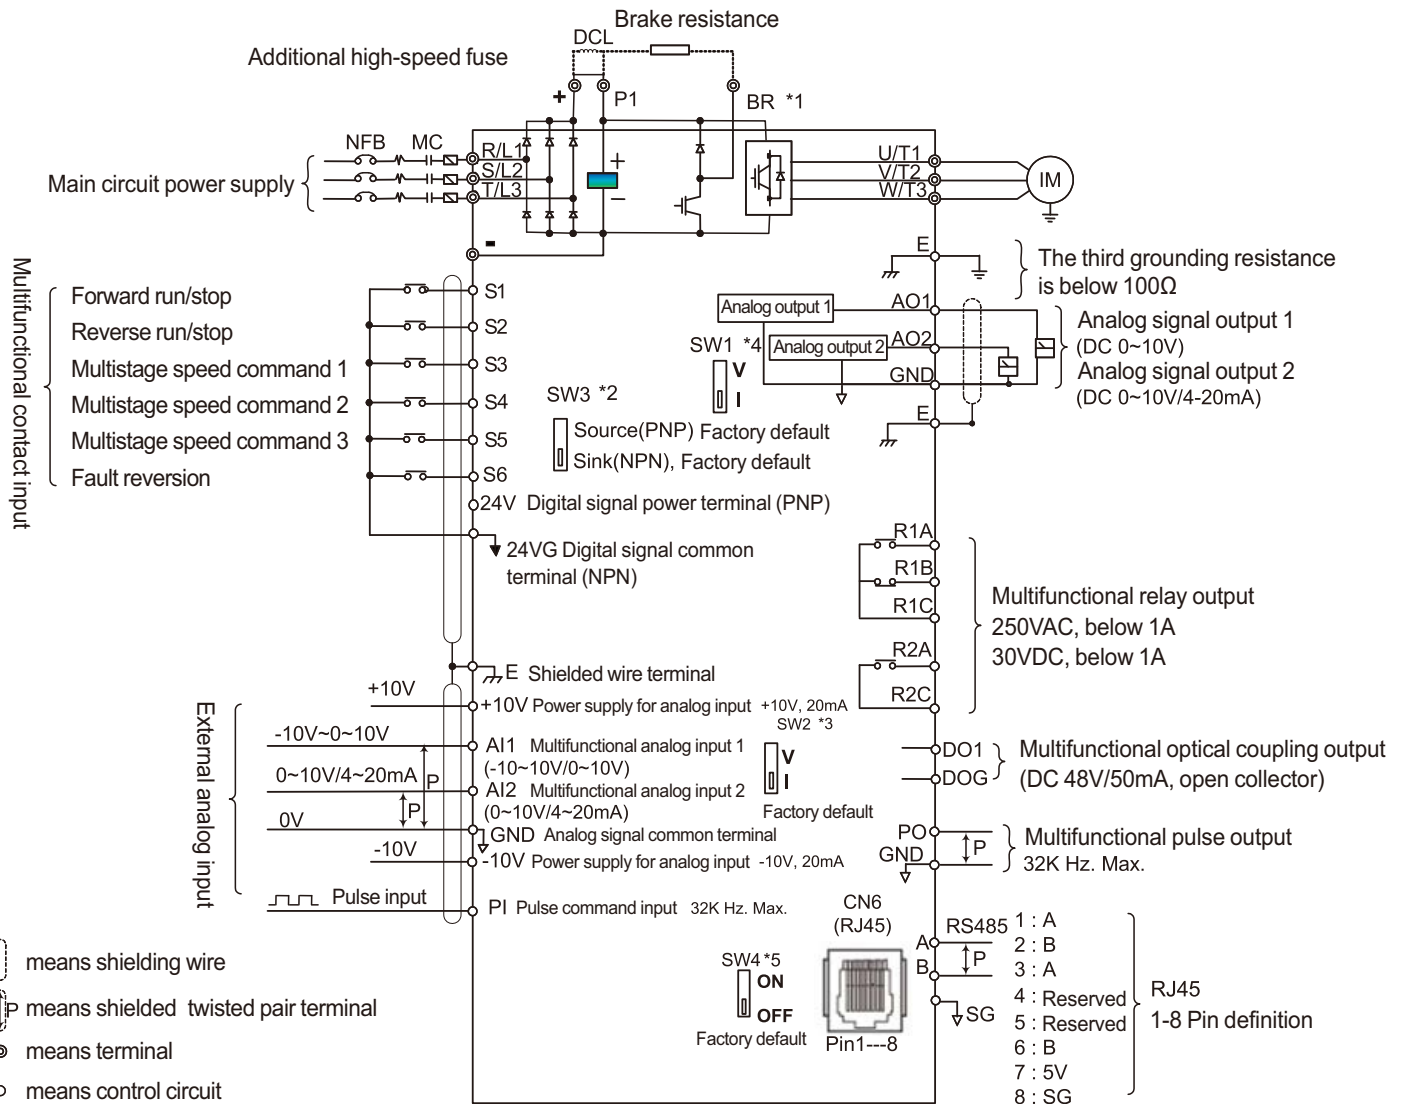 Brake resistance
DCL
Additional high-speed fuse
+
P1
BR *1
NFB MC
R/L1
S/L2
T/L3
+
−
-
Main circuit power supply
U/T1
V/T2
W/T3
IM
E
The third grounding resistance
is below 100Ω
Multifunctional contact input
Forward run/stop
Reverse run/stop
Multistage speed command 1
Multistage speed command 2
Multistage speed command 3
Fault reversion
S1
S2
S3
S4
S5
S6
SW3 *2
Source(PNP) Factory default
Sink(NPN), Factory default
24V Digital signal power terminal (PNP)
24VG Digital signal common
terminal (NPN)
Analog output 1
AO1
SW1 *4
Analog output 2
AO2
V
I
GND
E
Analog signal output 1
(DC 0~10V)
Analog signal output 2
(DC 0~10V/4-20mA)
R1A
R1B
R1C
R2A
R2C
Multifunctional relay output
250VAC, below 1A
30VDC, below 1A
E Shielded wire terminal
External analog input
+10V
+10V Power supply for analog input +10V, 20mA
SW2 *3
V
I
Factory default
-10V~0~10V
AI1 Multifunctional analog input 1
(-10~10V/0~10V)
P
0~10V/4~20mA
AI2 Multifunctional analog input 2
(0~10V/4~20mA)
P
0V
GND Analog signal common terminal
-10V
-10V Power supply for analog input -10V, 20mA
Pulse input
PI Pulse command input 32K Hz. Max.
DO1
DOG
Multifunctional optical coupling output
(DC 48V/50mA, open collector)
PO
GND
P
Multifunctional pulse output
32K Hz. Max.
CN6
(RJ45)
RS485
A
B
P
SG
SW4 *5
ON
OFF
Factory default
Pin1---8
1 : A
2 : B
3 : A
4 : Reserved
5 : Reserved
6 : B
7 : 5V
8 : SG
RJ45
1-8 Pin definition
means shielding wire
P means shielded twisted pair terminal
means terminal
means control circuit